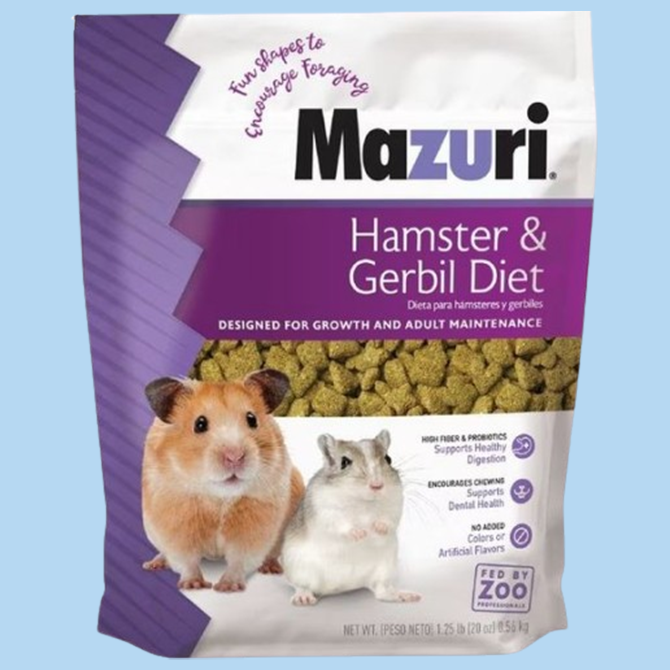 Fun shapes to
Encourage Foraging
Mazuri®
Hamster &
Gerbil Diet
Dieta para hámsteres y gerbiles
DESIGNED FOR GROWTH AND ADULT MAINTENANCE
HIGH FIBER & PROBIOTICS
Supports Healthy
Digestion
ENCOURAGES CHEWING
Supports
Dental Health
NO ADDED
Colors or
Artificial Flavors
FED BY
ZOO
PROFESSIONALS
NET WT. (PESO NETO) 1.25 lb (20 oz) 0.56 kg